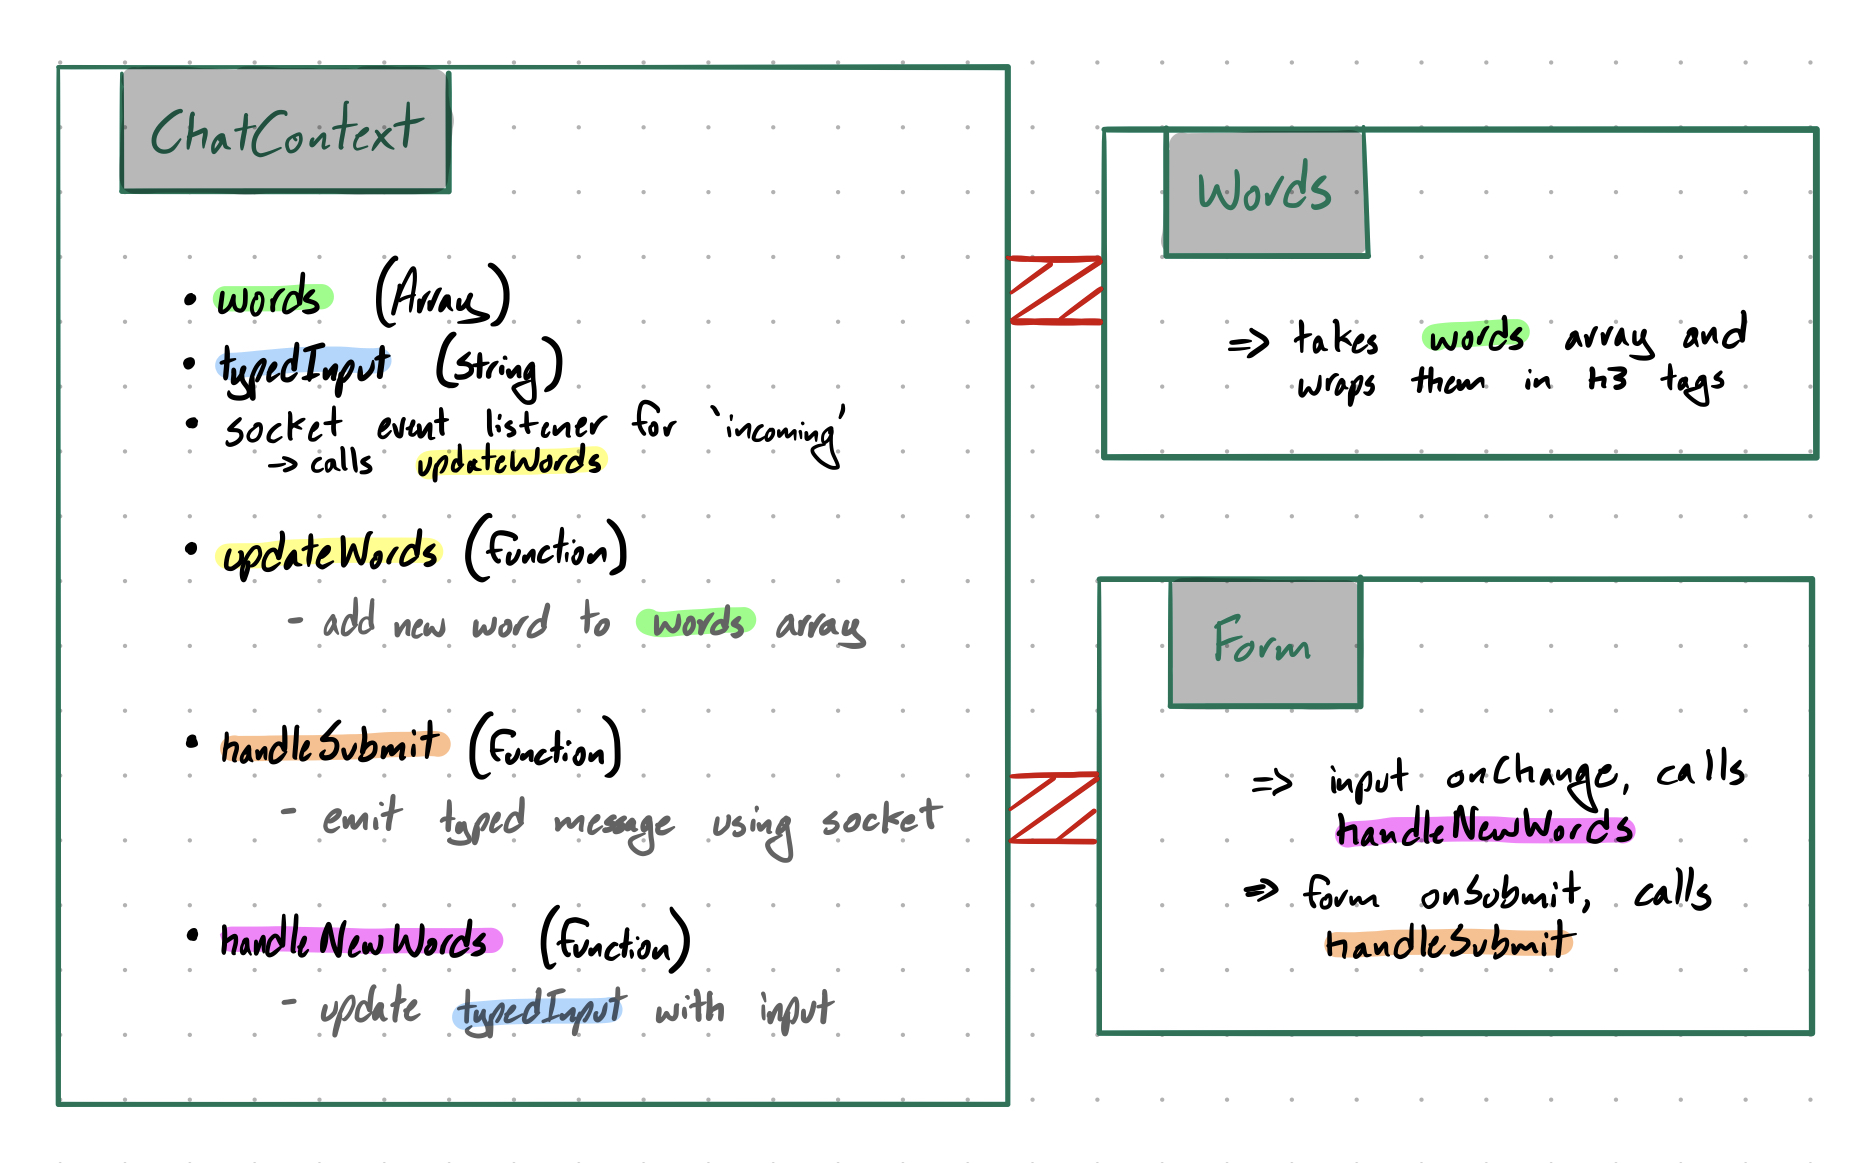 ChatContext
• words (Array)
• typedInput (String)
• socket event listener for 'incoming'
→ calls updateWords
• updateWords (function)
- add new word to words array
• handleSubmit (function)
- emit typed message using socket
• handleNewWords (function)
- update typedInput with input
Words
⇒ takes words array and
wraps them in h3 tags
Form
⇒ input onChange, calls
handleNewWords
⇒ form onSubmit, calls
handleSubmit